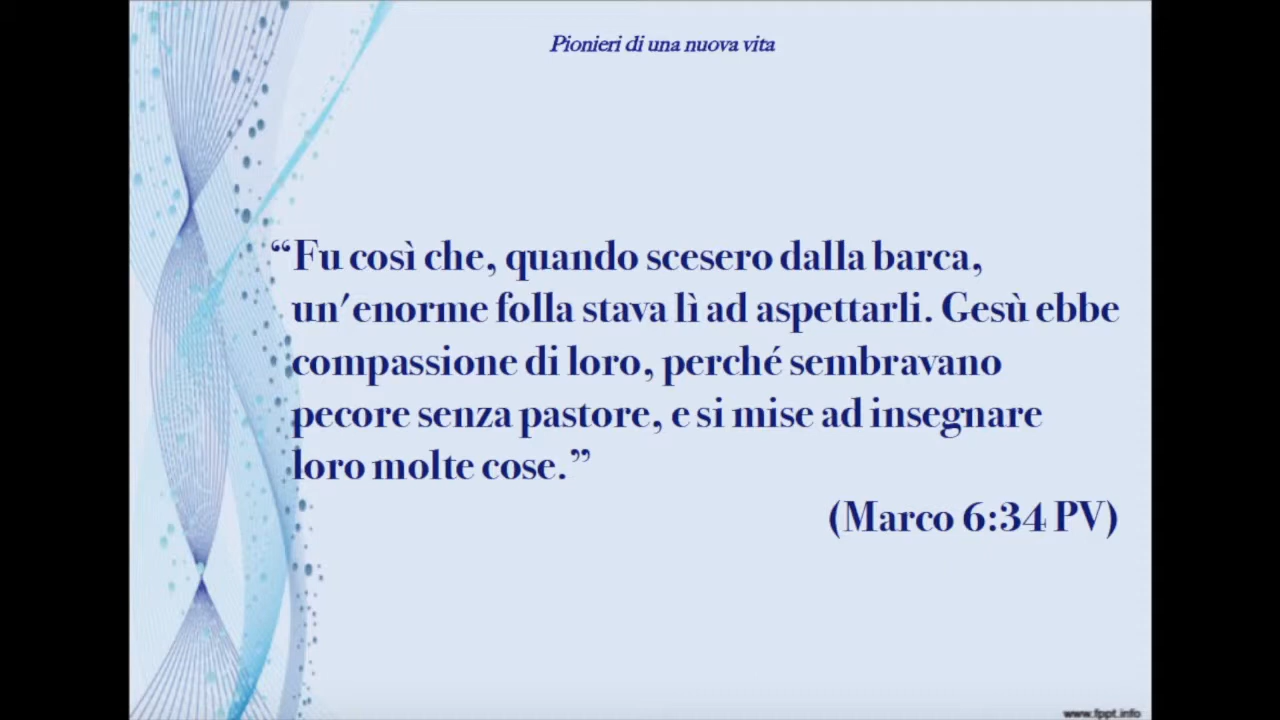 Pionieri di una nuova vita
“Fu così che, quando scesero dalla barca,
un'enorme folla stava lì ad aspettarli. Gesù ebbe
compassione di loro, perché sembravano
pecore senza pastore, e si mise ad insegnare
loro molte cose.”
(Marco 6:34 PV)
www.fppt.info